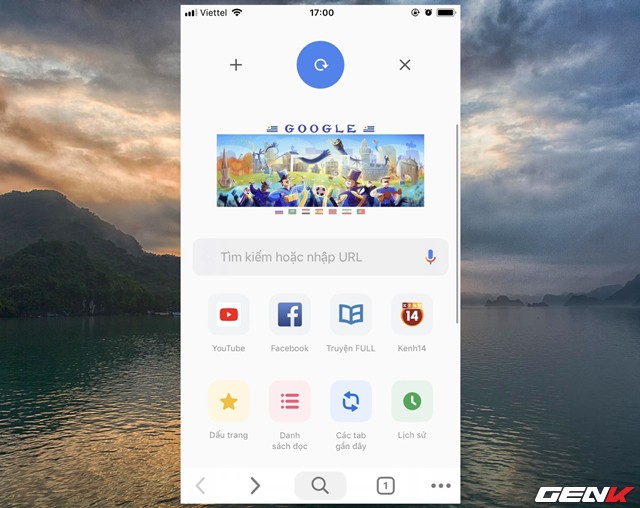 Viettel
17:00
GOOGLE
Tìm kiếm hoặc nhập URL
YouTube
Facebook
Truyện FULL
Kenh14
14
Dấu trang
Danh
sách đọc
Các tab
gần đây
Lịch sử
1
GENK